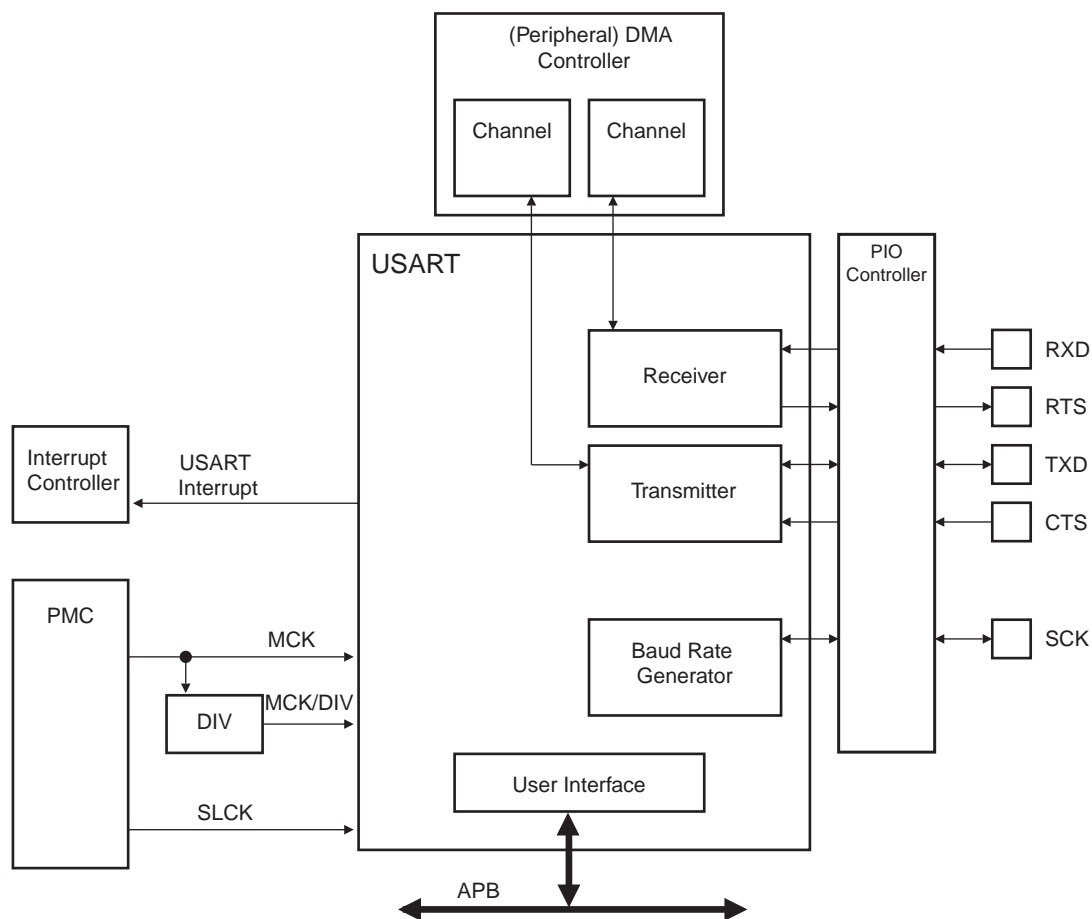 (Peripheral) DMA
Controller
Channel
Channel
USART
PIO
Controller
Receiver
RXD
RTS
Interrupt
Controller
USART
Interrupt
Transmitter
TXD
CTS
PMC
MCK
DIV
MCK/DIV
SLCK
Baud Rate
Generator
SCK
User Interface
APB